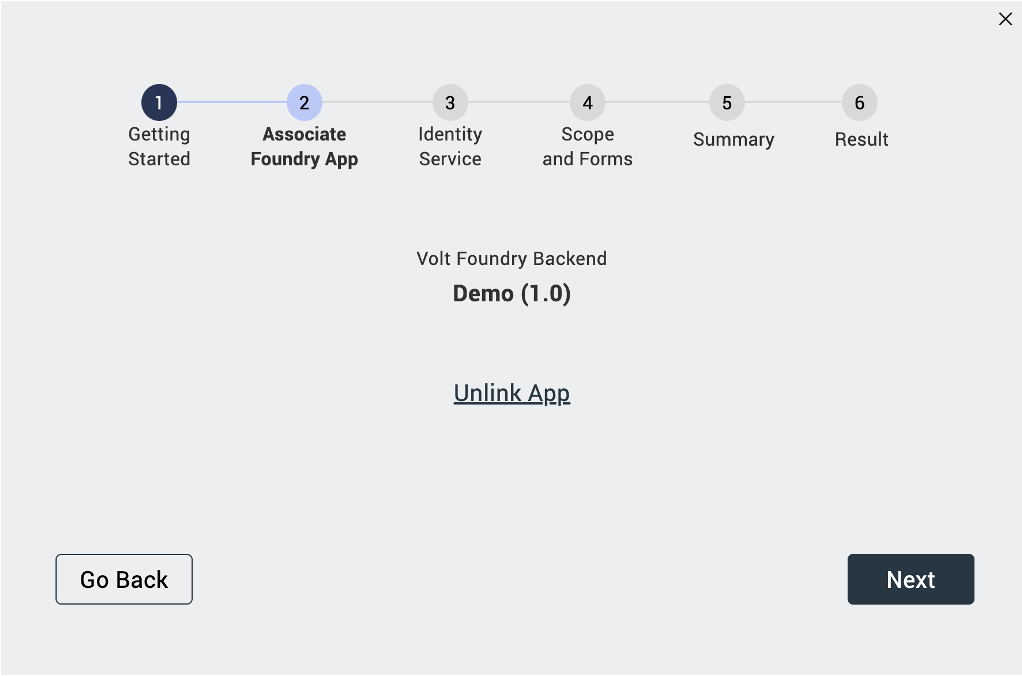 1
Getting
Started
2
Associate
Foundry App
3
Identity
Service
4
Scope
and Forms
5
Summary
6
Result
Volt Foundry Backend
Demo (1.0)
Unlink App
Go Back
Next